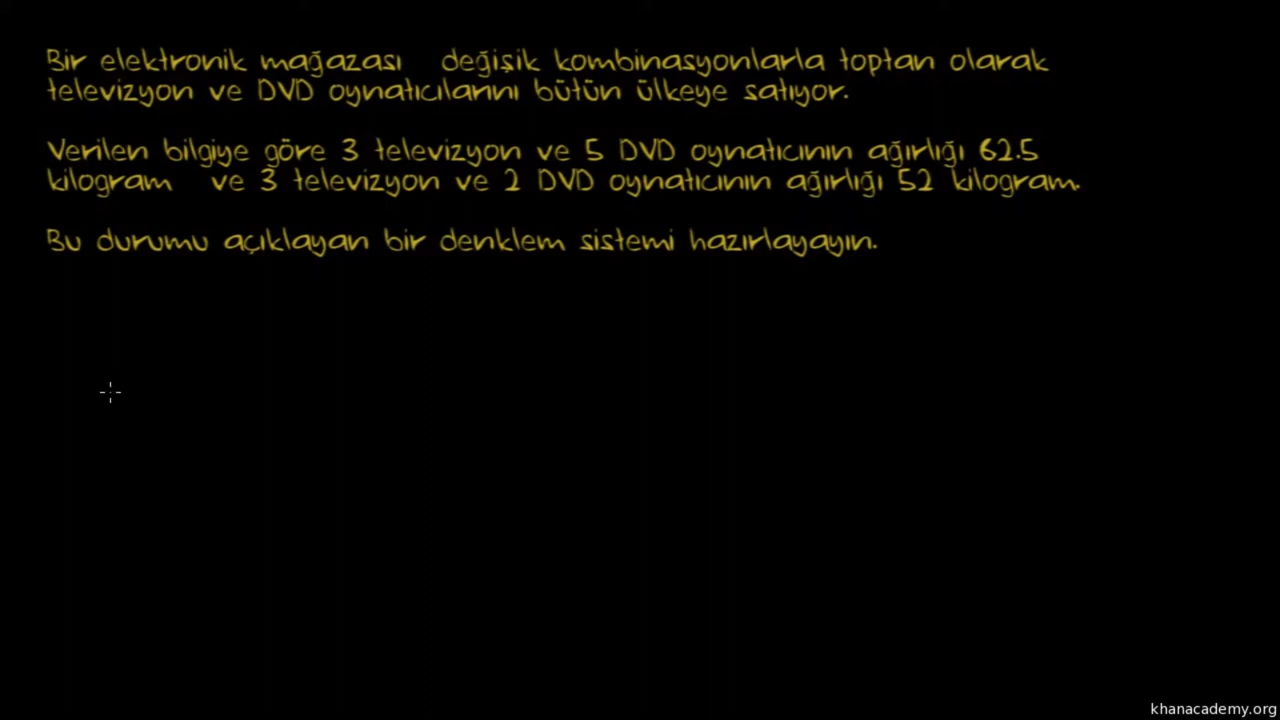 Bir elektronik mağazası değişik kombinasyonlarla toptan olarak
televizyon ve DVD oynatıcılarını bütün ülkeye satıyor.
Verilen bilgiye göre 3 televizyon ve 5 DVD oynatıcının ağırlığı 62.5
kilogram ve 3 televizyon ve 2 DVD oynatıcının ağırlığı 52 kilogram.
Bu durumu açıklayan bir denklem sistemi hazırlayayın.
khanacademy.org